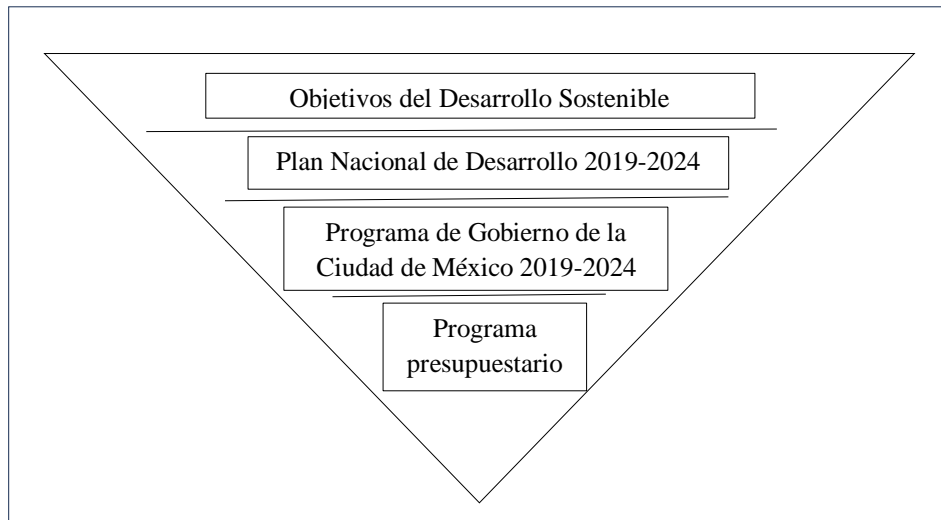 Objetivos del Desarrollo Sostenible
Plan Nacional de Desarrollo 2019-2024
Programa de Gobierno de la
Ciudad de México 2019-2024
Programa
presupuestario